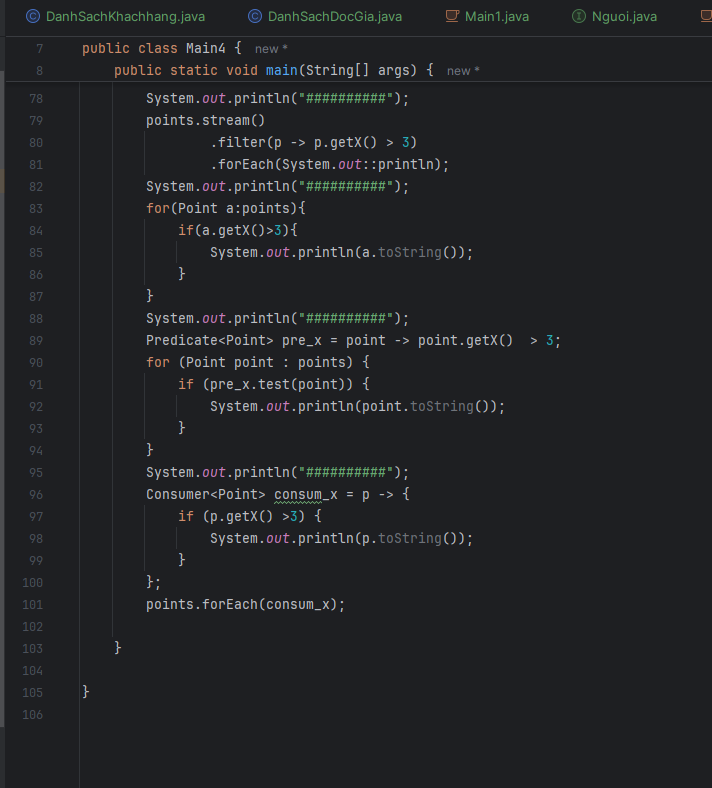 DanhSachKhachhang.java DanhSachDocGia.java Main1.java Nguoi.java
7 public class Main4 { new *
8 public static void main(String[] args) { new *
78 System.out.println("##########");
79 points.stream()
80 .filter(p -> p.getX() > 3)
81 .forEach(System.out::println);
82 System.out.println("##########");
83 for(Point a:points){
84 if(a.getX()>3){
85 System.out.println(a.toString());
86 }
87 }
88 System.out.println("##########");
89 Predicate<Point> pre_x = point -> point.getX()  > 3;
90 for (Point point : points) {
91 if (pre_x.test(point)) {
92 System.out.println(point.toString());
93 }
94 }
95 System.out.println("##########");
96 Consumer<Point> consum_x = p -> {
97 if (p.getX() >3) {
98 System.out.println(p.toString());
99 }
100 };
101 points.forEach(consum_x);
102
103 }
104
105 }
106